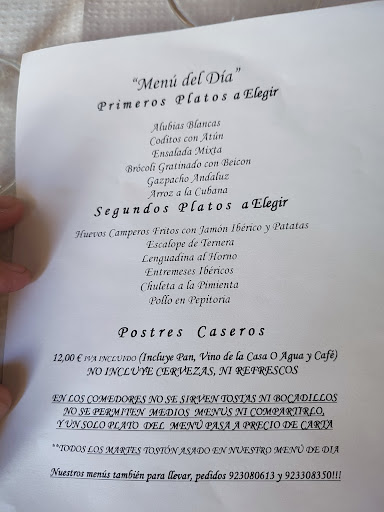 “Menú del Día”
Primeros Platos a Elegir
Alubias Blancas
Coditos con Atún
Ensalada Mixta
Brócoli Gratinado con Beicon
Gazpacho Andaluz
Arroz a la Cubana
Segundos Platos a Elegir
Huevos Camperos Fritos con Jamón Ibérico y Patatas
Escalope de Ternera
Lenguadina al Horno
Entremeses Ibéricos
Chuleta a la Pimienta
Pollo en Pepitoria
Postres Caseros
12,00 € IVA INCLUIDO (Incluye Pan, Vino de la Casa O Agua y Café)
NO INCLUYE CERVEZAS, NI REFRESCOS
EN LOS COMEDORES NO SE SIRVEN TOSTAS NI BOCADILLOS
NO SE PERMITEN MEDIOS MENÚS NI COMPARTIRLO,
Y UN SOLO PLATO DEL MENÚ PASA A PRECIO DE CARTA
**TODOS LOS MARTES TOSTÓN ASADO EN NUESTRO MENÚ DE DIA
Nuestros menús también para llevar, pedidos 923080613 y 923308350!!!